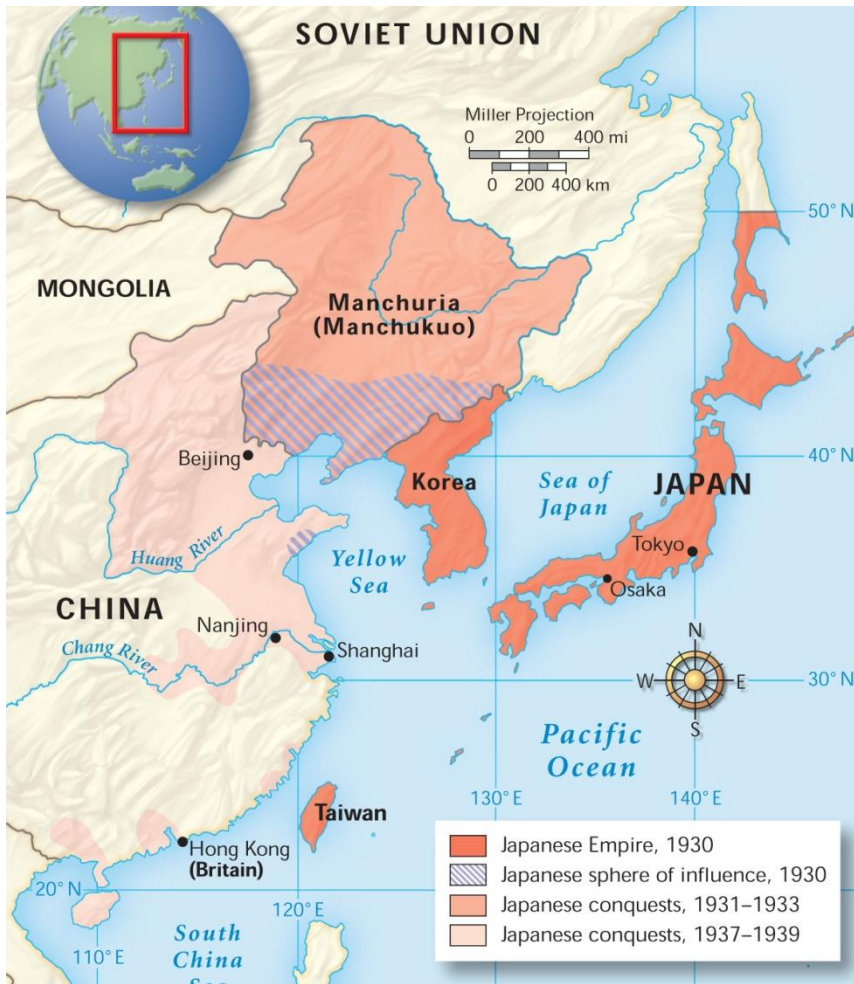 SOVIET UNION
Miller Projection
0 200 400 mi
0 200 400 km
50°N
MONGOLIA
Manchuria
(Manchukuo)
Beijing
40°N
Korea
Sea of
Japan
JAPAN
Huang River
Yellow
Sea
Tokyo
Osaka
CHINA
Nanjing
Shanghai
Chang River
N
W E
S
30°N
Pacific
Ocean
130°E
140°E
Taiwan
Hong Kong
(Britain)
20°N
120°E
110°E
South
China
Japanese Empire, 1930
Japanese sphere of influence, 1930
Japanese conquests, 1931–1933
Japanese conquests, 1937–1939